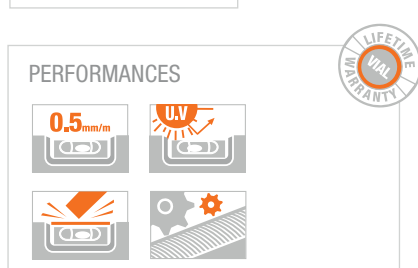 LIFETIME
VIAL
WARRANTY
PERFORMANCES
0.5mm/m
U.V